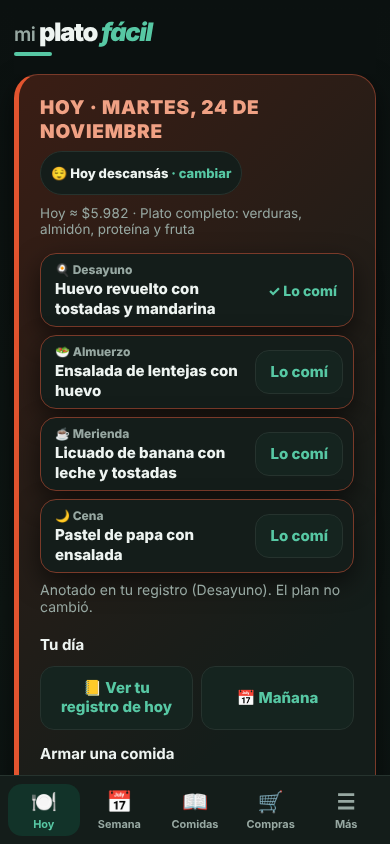 mi plato fácil
HOY · MARTES, 24 DE
NOVIEMBRE
😌 Hoy descansás · cambiar
Hoy ≈ $5.982 · Plato completo: verduras,
almidón, proteína y fruta
🍳 Desayuno
Huevo revuelto con
tostadas y mandarina
✓ Lo comí
🥗 Almuerzo
Ensalada de lentejas con
huevo
Lo comí
☕ Merienda
Licuado de banana con
leche y tostadas
Lo comí
🌙 Cena
Pastel de papa con
ensalada
Lo comí
Anotado en tu registro (Desayuno). El plan no
cambió.
Tu día
📒 Ver tu
registro de hoy
📅 Mañana
Armar una comida
Hoy
Semana
Comidas
Compras
Más